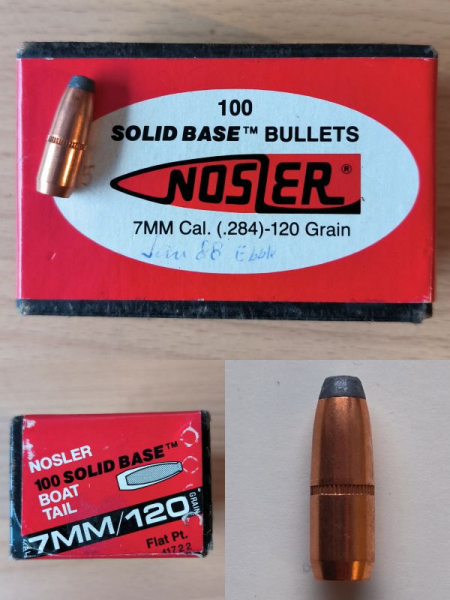 100
SOLID BASE™ BULLETS
NOSLER®
7MM Cal. (.284)-120 Grain
NOSLER
100 SOLID BASE™
BOAT
TAIL
7MM/120
GRAIN
Flat Pt.